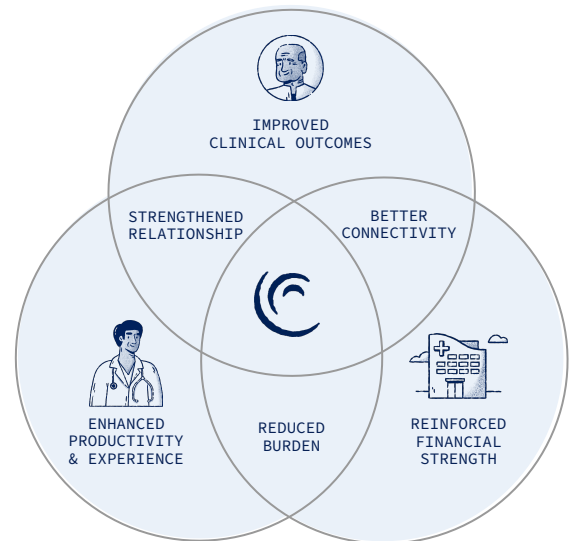 IMPROVED
CLINICAL OUTCOMES
STRENGTHENED
RELATIONSHIP
BETTER
CONNECTIVITY
ENHANCED
PRODUCTIVITY
& EXPERIENCE
REDUCED
BURDEN
REINFORCED
FINANCIAL
STRENGTH